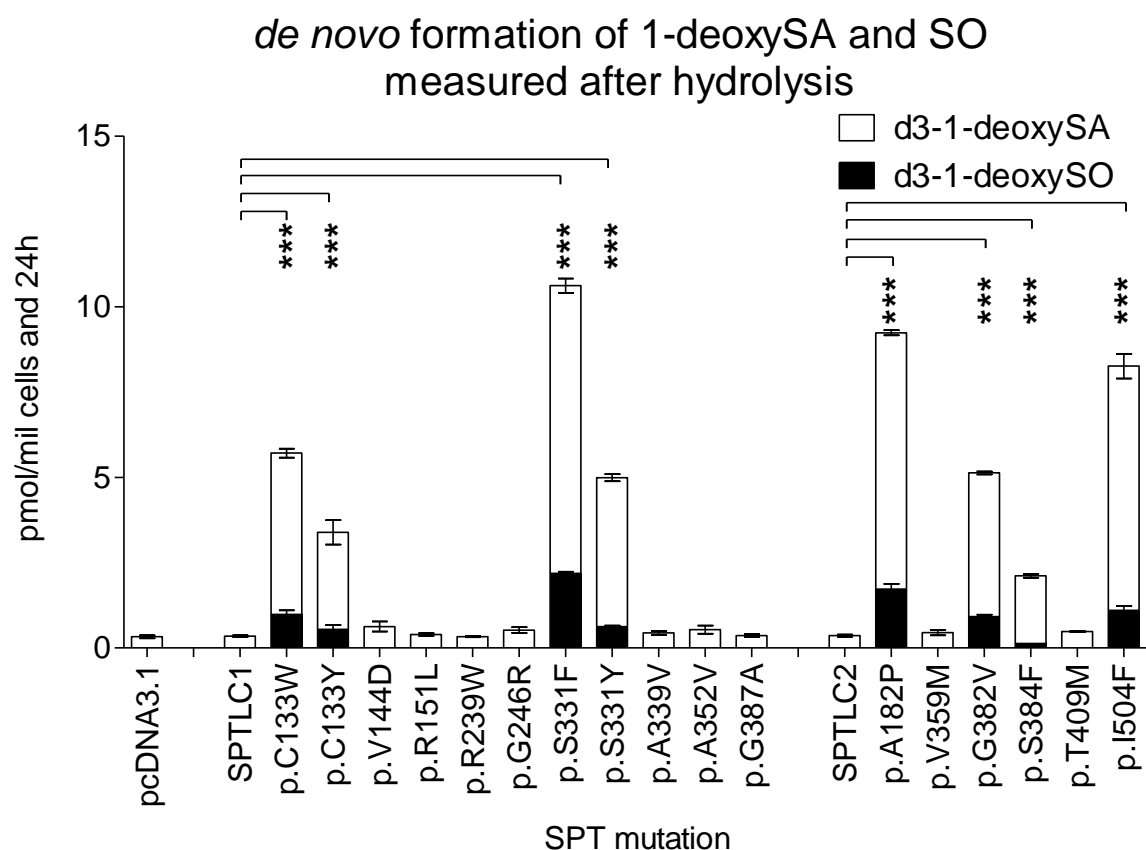 de novo formation of 1-deoxySA and SO
measured after hydrolysis
d3-1-deoxySA
d3-1-deoxySO
pmol/mil cells and 24h
15
10
5
0
***
***
***
***
***
***
***
***
pcDNA3.1
SPTLC1
p.C133W
p.C133Y
p.V144D
p.R151L
p.R239W
p.G246R
p.S331F
p.S331Y
p.A339V
p.A352V
p.G387A
SPTLC2
p.A182P
p.V359M
p.G382V
p.S384F
p.T409M
p.I504F
SPT mutation